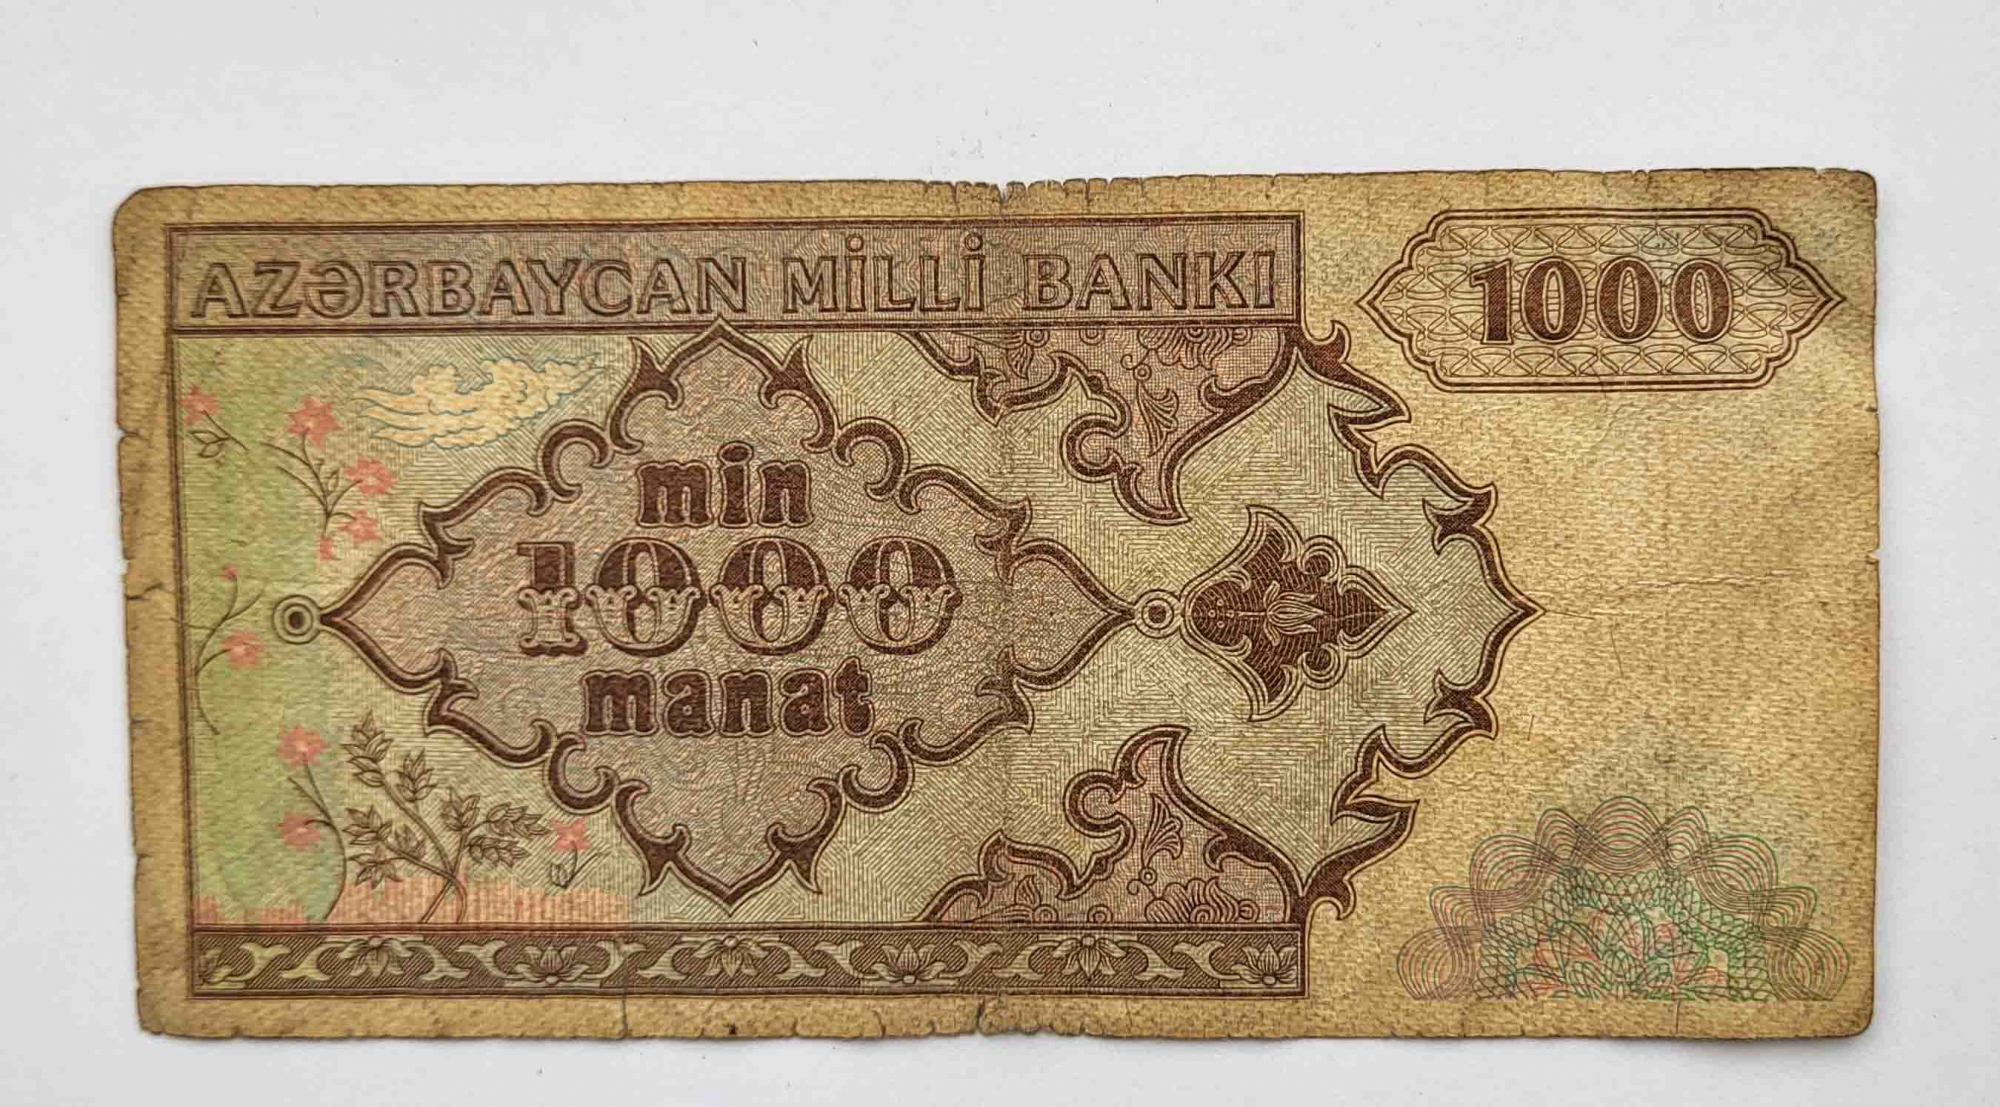 AZƏRBAYCAN MİLLİ BANKI
1000
min
1000
manat